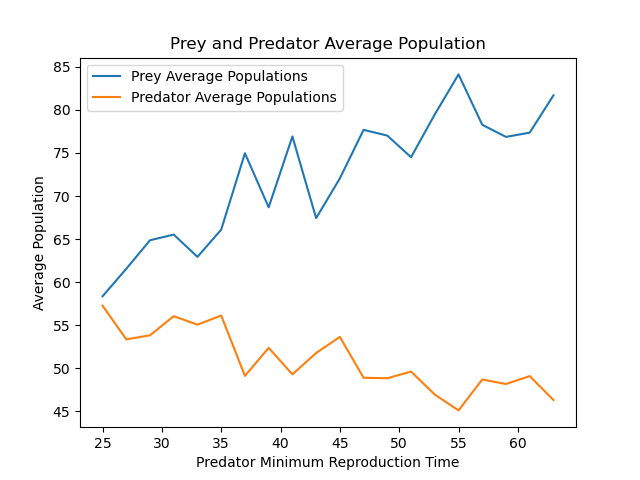 Prey and Predator Average Population
Prey Average Populations
Predator Average Populations
Average Population
85
80
75
70
65
60
55
50
45
25 30 35 40 45 50 55 60
Predator Minimum Reproduction Time